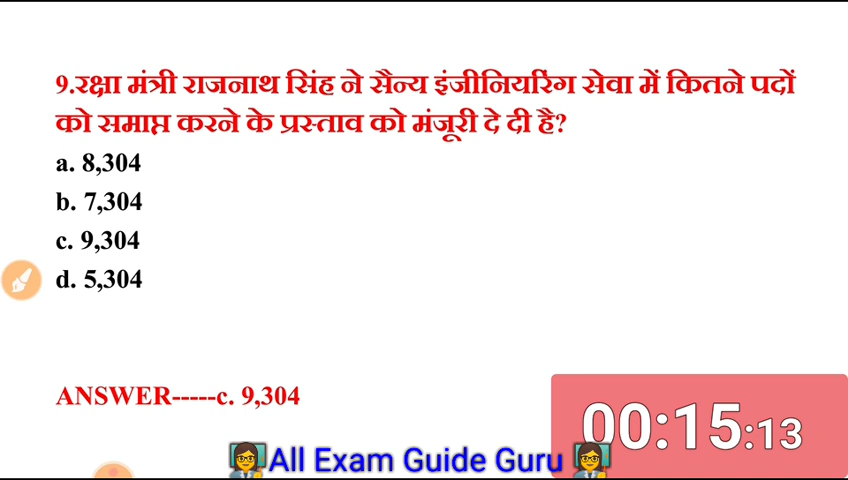 9.रक्षा मंत्री राजनाथ सिंह ने सैन्य इंजीनियरिंग सेवा में कितने पदों
को समाप्त करने के प्रस्ताव को मंजूरी दे दी है?
a. 8,304
b. 7,304
c. 9,304
d. 5,304
ANSWER-----c. 9,304
00:15:13
All Exam Guide Guru